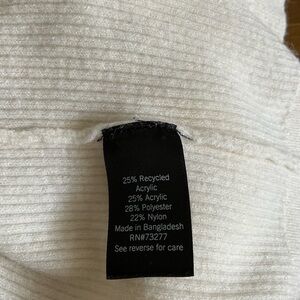 25% Recycled
Acrylic
25% Acrylic
28% Polyester
22% Nylon
Made in Bangladesh
RN#73277
See reverse for care